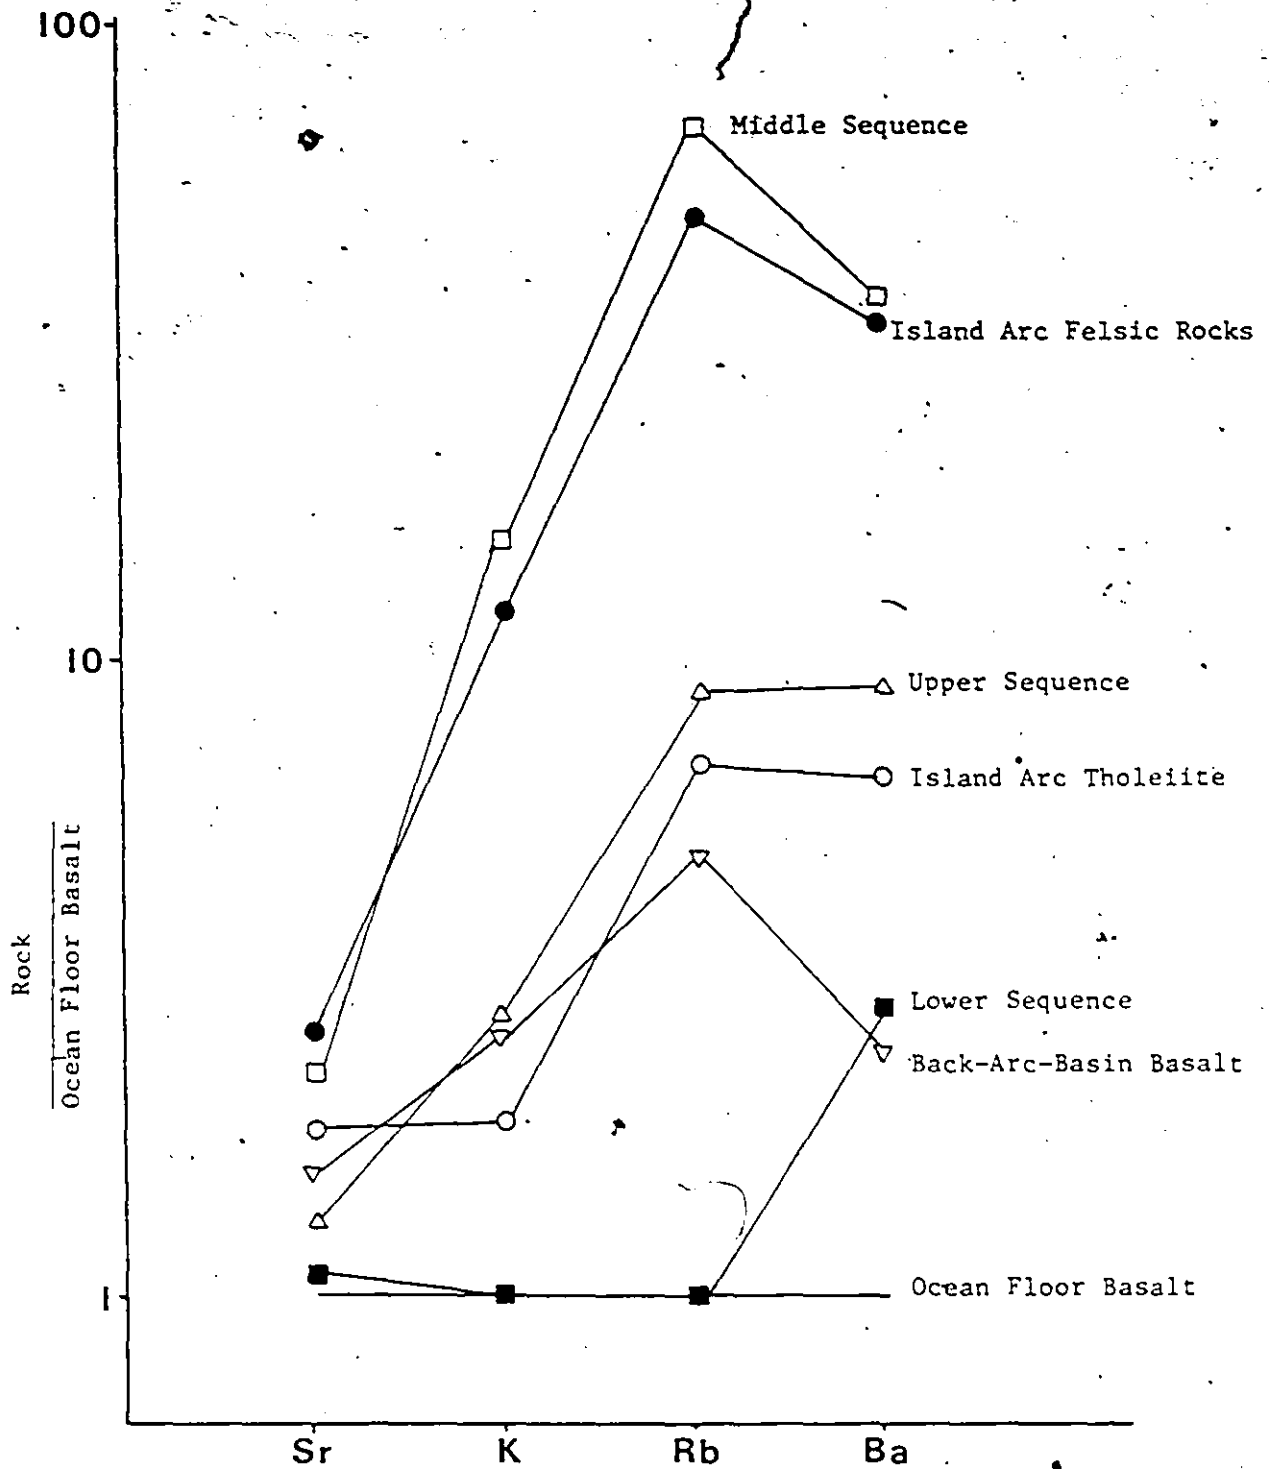 100
Middle Sequence
Island Arc Felsic Rocks
10
Upper Sequence
Island Arc Tholeiite
Rock
Ocean Floor Basalt
Lower Sequence
Back-Arc-Basin Basalt
Ocean Floor Basalt
1
Sr K Rb Ba